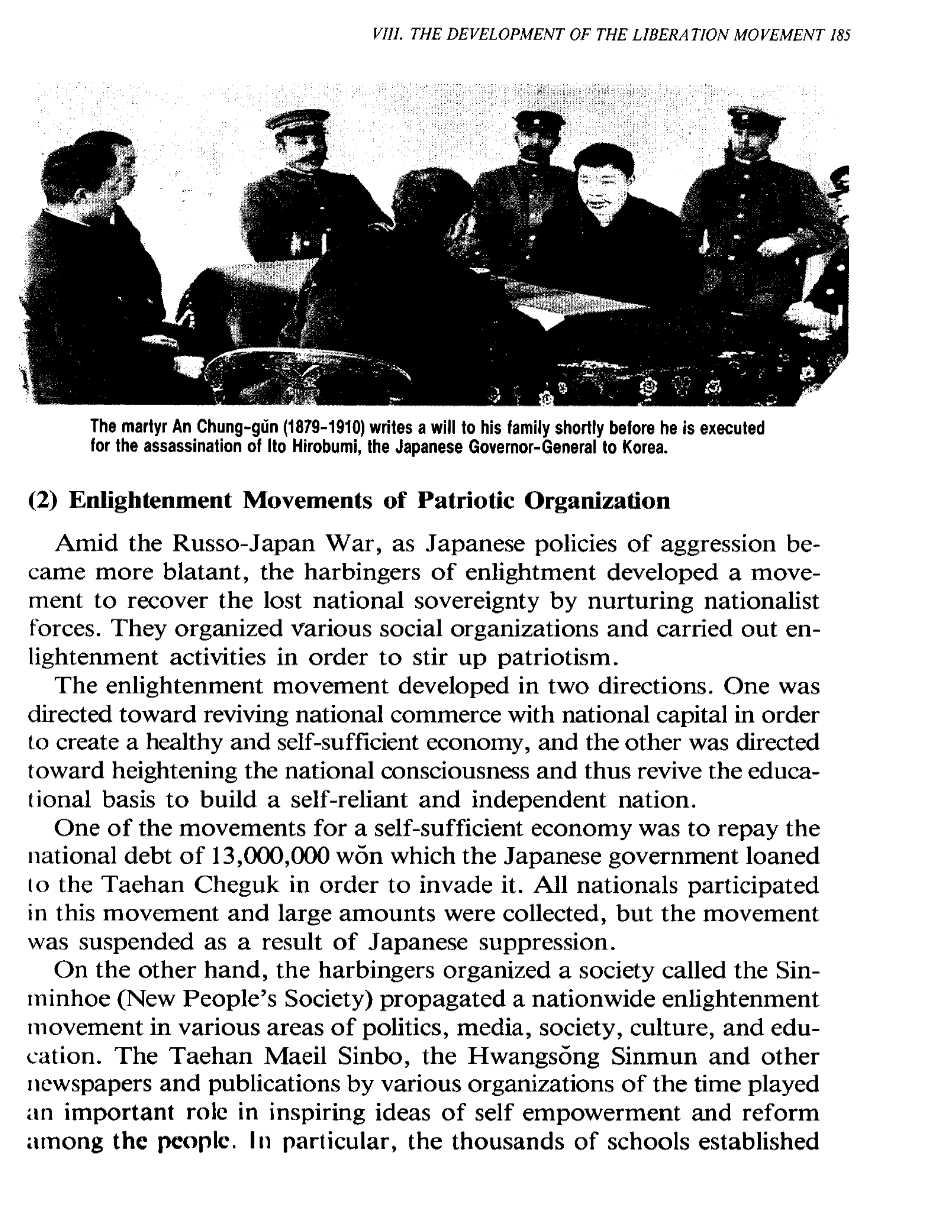 VIII. THE DEVELOPMENT OF THE LIBERATION MOVEMENT 185
The martyr An Chung-gŭn (1879-1910) writes a will to his family shortly before he is executed
for the assassination of Ito Hirobumi, the Japanese Governor-General to Korea.
(2) Enlightenment Movements of Patriotic Organization
Amid the Russo-Japan War, as Japanese policies of aggression be-
came more blatant, the harbingers of enlightment developed a move-
ment to recover the lost national sovereignty by nurturing nationalist
forces. They organized various social organizations and carried out en-
lightenment activities in order to stir up patriotism.
The enlightenment movement developed in two directions. One was
directed toward reviving national commerce with national capital in order
to create a healthy and self-sufficient economy, and the other was directed
toward heightening the national consciousness and thus revive the educa-
tional basis to build a self-reliant and independent nation.
One of the movements for a self-sufficient economy was to repay the
national debt of 13,000,000 wŏn which the Japanese government loaned
to the Taehan Cheguk in order to invade it. All nationals participated
in this movement and large amounts were collected, but the movement
was suspended as a result of Japanese suppression.
On the other hand, the harbingers organized a society called the Sin-
minhoe (New People's Society) propagated a nationwide enlightenment
movement in various areas of politics, media, society, culture, and edu-
cation. The Taehan Maeil Sinbo, the Hwangsŏng Sinmun and other
newspapers and publications by various organizations of the time played
an important role in inspiring ideas of self empowerment and reform
among the people. In particular, the thousands of schools established